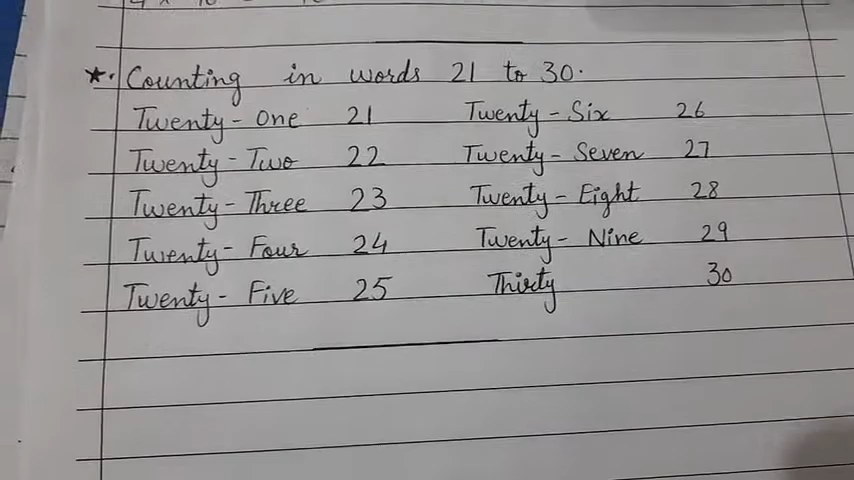 ★. Counting in words 21 to 30.
Twenty-One 21 Twenty-Six 26
Twenty-Two 22 Twenty-Seven 27
Twenty-Three 23 Twenty-Eight 28
Twenty-Four 24 Twenty-Nine 29
Twenty-Five 25 Thirty 30